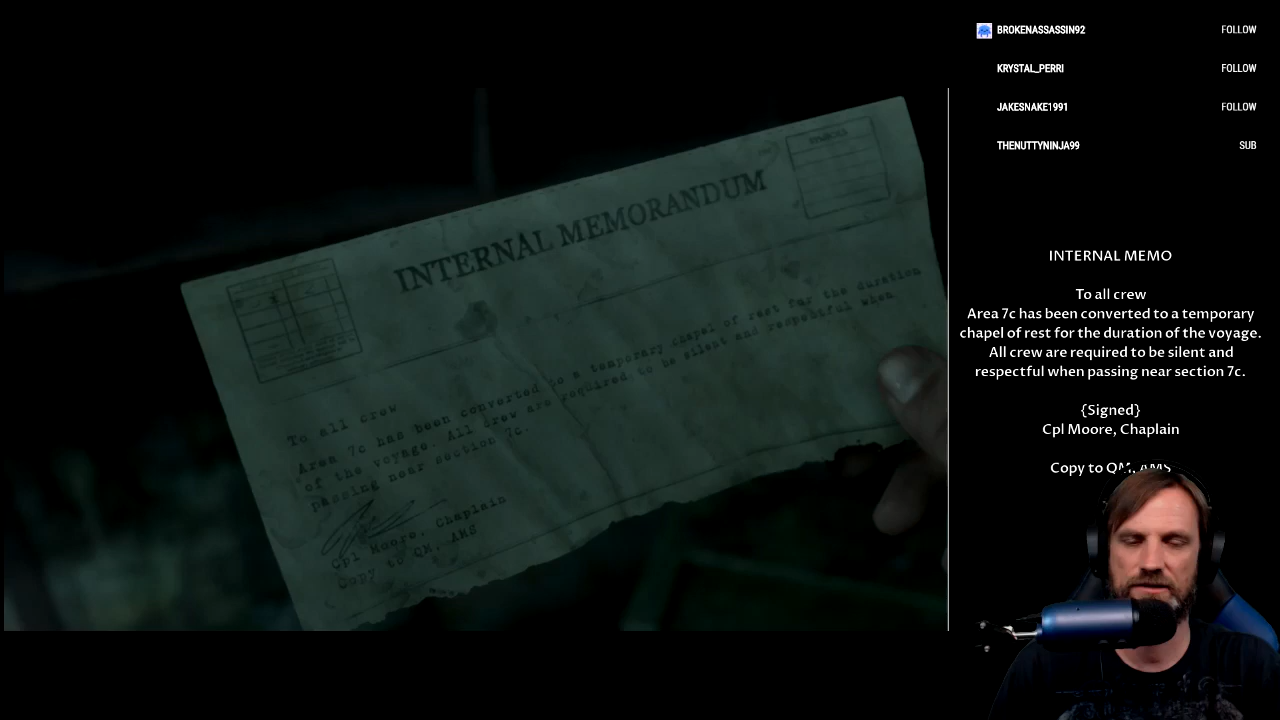 BROKENASSASSIN92 FOLLOW
KRYSTAL_PERRI FOLLOW
JAKESNAKE1991 FOLLOW
THENUTTYNINJA99 SUB
INTERNAL MEMORANDUM
To all crew
Area 7c has been converted to a temporary chapel of rest for the duration
of the voyage. All crew are required to be silent and respectful when
passing near section 7c.
Cpl Moore, Chaplain
Copy to QM, AMS
INTERNAL MEMO
To all crew
Area 7c has been converted to a temporary
chapel of rest for the duration of the voyage.
All crew are required to be silent and
respectful when passing near section 7c.
{Signed}
Cpl Moore, Chaplain
Copy to QM, AMS